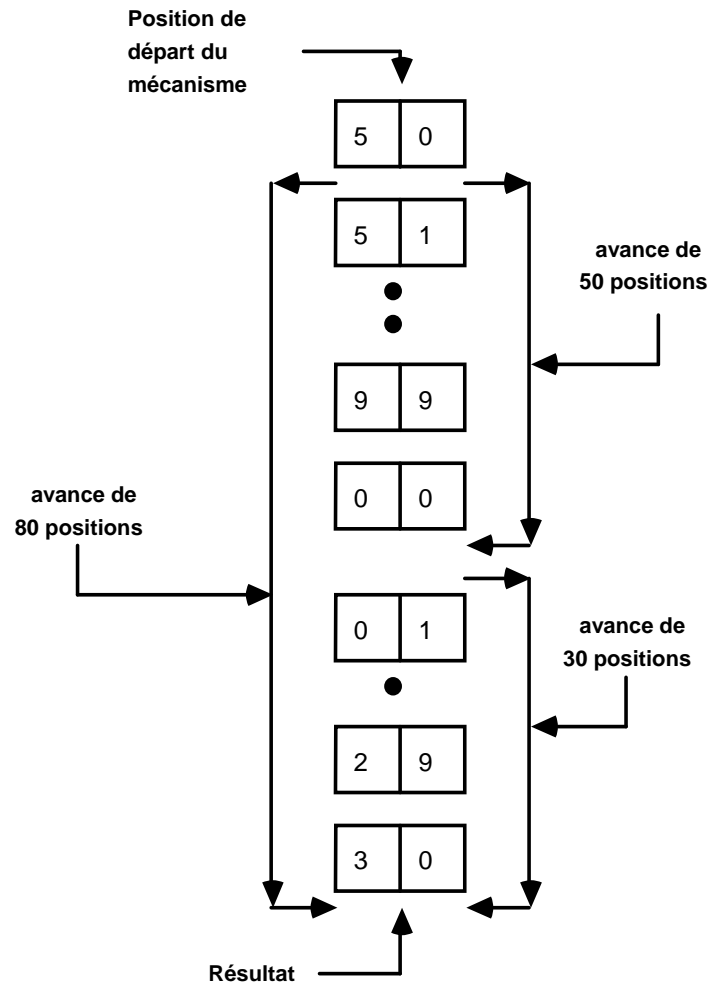 Position de
départ du
mécanisme
5 0
5 1
avance de
50 positions
9 9
0 0
avance de
80 positions
0 1
avance de
30 positions
2 9
3 0
Résultat